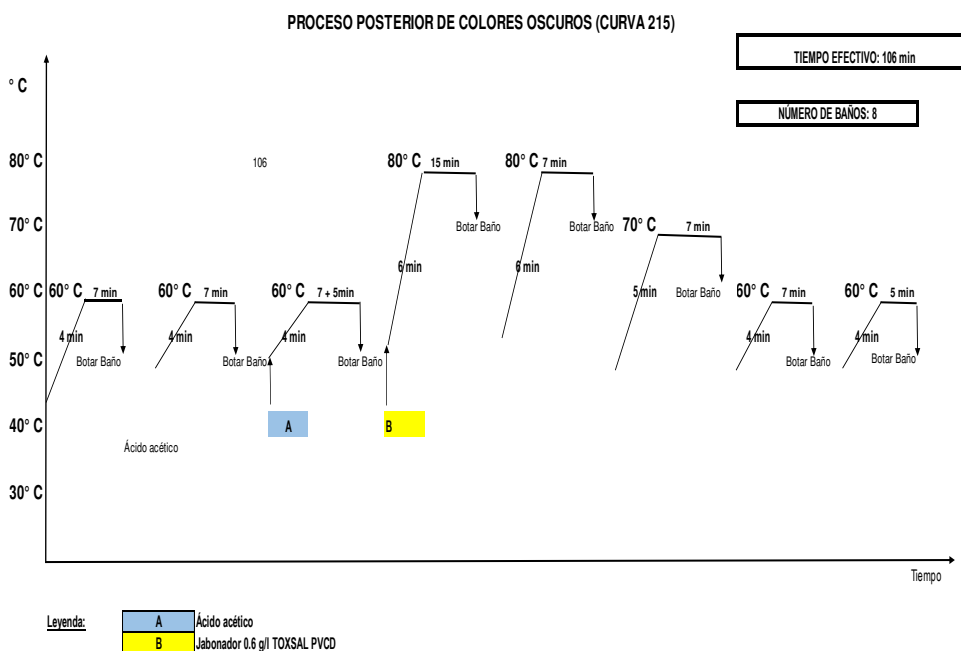 PROCESO POSTERIOR DE COLORES OSCUROS (CURVA 215)
TIEMPO EFECTIVO: 106 min
° C
NÚMERO DE BAÑOS: 8
80° C
106
80° C 15 min
80° C 7 min
70° C
Botar Baño
Botar Baño
70° C
7 min
6 min
6 min
60° C
60° C 7 min
60° C 7 min
60° C 7 + 5min
5 min
Botar Baño
60° C 7 min
60° C 5 min
4 min
4 min
4 min
4 min
4 min
50° C
Botar Baño
Botar Baño
Botar Baño
Botar Baño
Botar Baño
40° C
A
B
Ácido acético
30° C
Tiempo
Leyenda:
A Ácido acético
B Jabonador 0.6 g/l TOXSAL PVCD